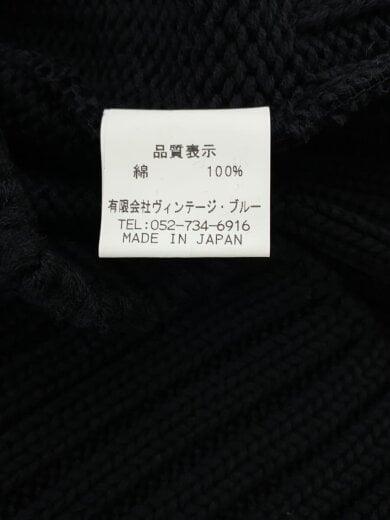 品質表示
綿 100%
有限会社ヴィンテージ・ブルー
TEL:052-734-6916
MADE IN JAPAN